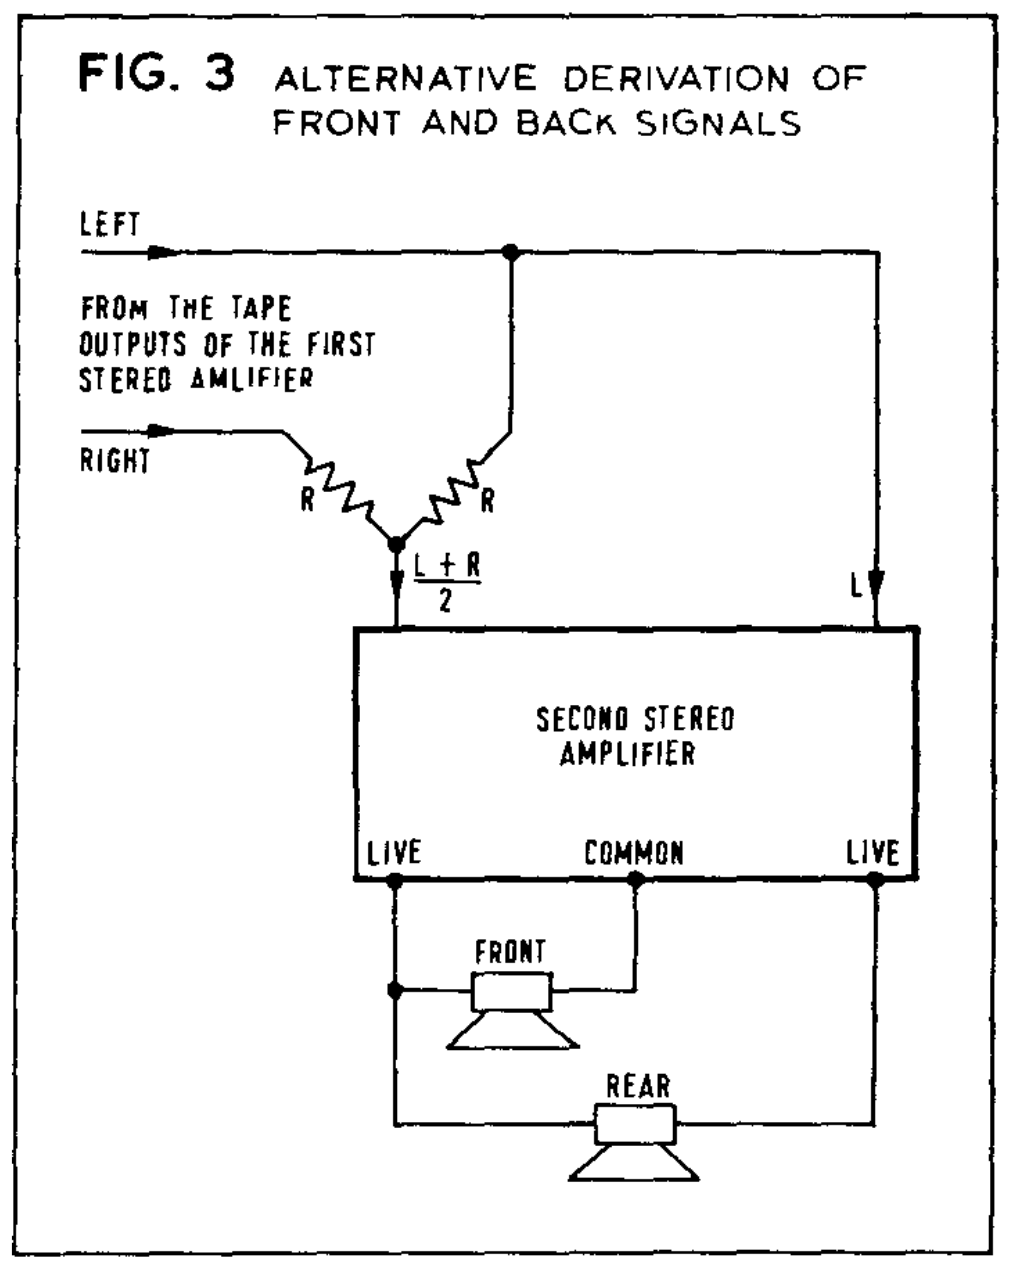 FIG. 3 ALTERNATIVE DERIVATION OF
FRONT AND BACK SIGNALS
LEFT
FROM THE TAPE
OUTPUTS OF THE FIRST
STEREO AMLIFIER
RIGHT
R
R
L + R
2
L
SECOND STEREO
AMPLIFIER
LIVE
COMMON
LIVE
FRONT
REAR